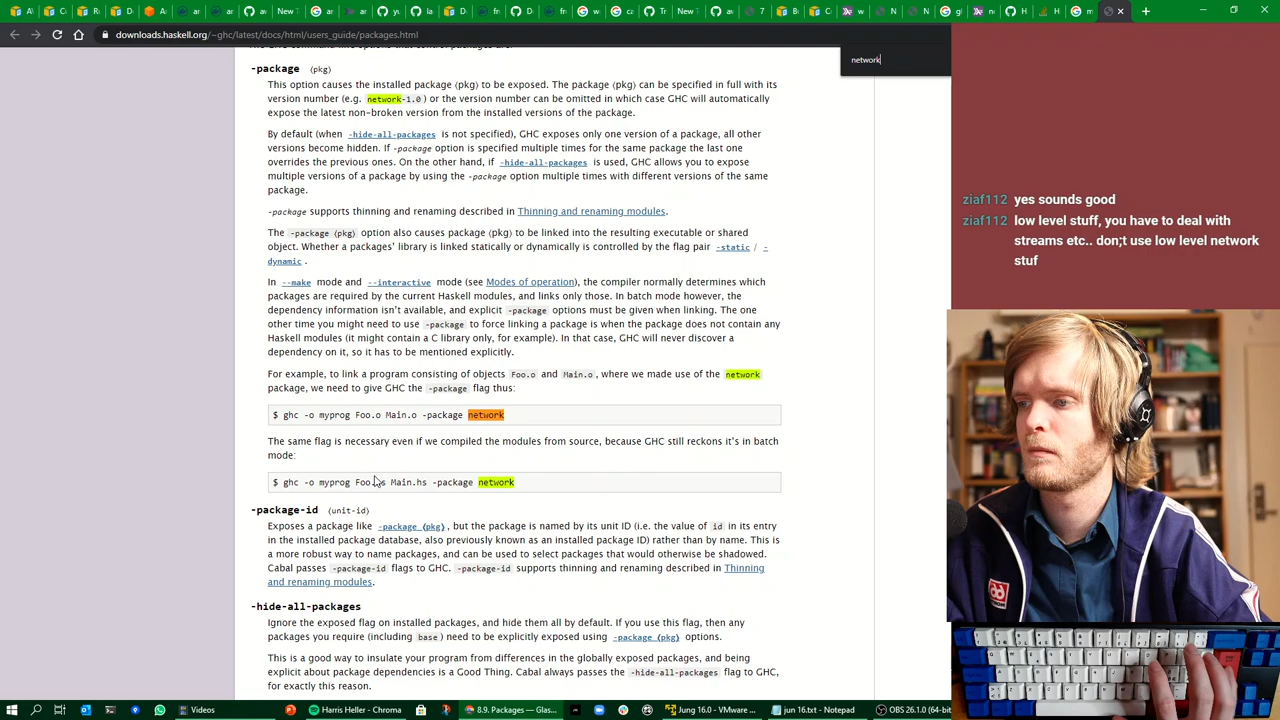 downloads.haskell.org/~ghc/latest/docs/html/users_guide/packages.html
network
-package ⟨pkg⟩
This option causes the installed package ⟨pkg⟩ to be exposed. The package ⟨pkg⟩ can be specified in full with its
version number (e.g. network-1.0) or the version number can be omitted in which case GHC will automatically
expose the latest non-broken version from the installed versions of the package.
By default (when -hide-all-packages is not specified), GHC exposes only one version of a package, all other
versions become hidden. If -package option is specified multiple times for the same package the last one
overrides the previous ones. On the other hand, if -hide-all-packages is used, GHC allows you to expose
multiple versions of a package by using the -package option multiple times with different versions of the same
package.
-package supports thinning and renaming described in Thinning and renaming modules.
The -package ⟨pkg⟩ option also causes package ⟨pkg⟩ to be linked into the resulting executable or shared
object. Whether a packages' library is linked statically or dynamically is controlled by the flag pair -static / -
dynamic .
In --make mode and --interactive mode (see Modes of operation), the compiler normally determines which
packages are required by the current Haskell modules, and links only those. In batch mode however, the
dependency information isn't available, and explicit -package options must be given when linking. The one
other time you might need to use -package to force linking a package is when the package does not contain any
Haskell modules (it might contain a C library only, for example). In that case, GHC will never discover a
dependency on it, so it has to be mentioned explicitly.
For example, to link a program consisting of objects Foo.o and Main.o, where we made use of the network
package, we need to give GHC the -package flag thus:
$ ghc -o myprog Foo.o Main.o -package network
The same flag is necessary even if we compiled the modules from source, because GHC still reckons it's in batch
mode:
$ ghc -o myprog Foo.hs Main.hs -package network
-package-id ⟨unit-id⟩
Exposes a package like -package ⟨pkg⟩, but the package is named by its unit ID (i.e. the value of id in its entry
in the installed package database, also previously known as an installed package ID) rather than by name. This is
a more robust way to name packages, and can be used to select packages that would otherwise be shadowed.
Cabal passes -package-id flags to GHC. -package-id supports thinning and renaming described in Thinning
and renaming modules.
-hide-all-packages
Ignore the exposed flag on installed packages, and hide them all by default. If you use this flag, then any
packages you require (including base) need to be explicitly exposed using -package ⟨pkg⟩ options.
This is a good way to insulate your program from differences in the globally exposed packages, and being
explicit about package dependencies is a Good Thing. Cabal always passes the -hide-all-packages flag to GHC,
for exactly this reason.
ziaf112 yes sounds good
ziaf112 low level stuff, you have to deal with
streams etc.. don;t use low level network
stuf
Videos
Harris Heller - Chroma
8.9. Packages — Glas...
Jung 16.0 - VMware ...
jun 16.txt - Notepad
OBS 26.1.0 (64-bit